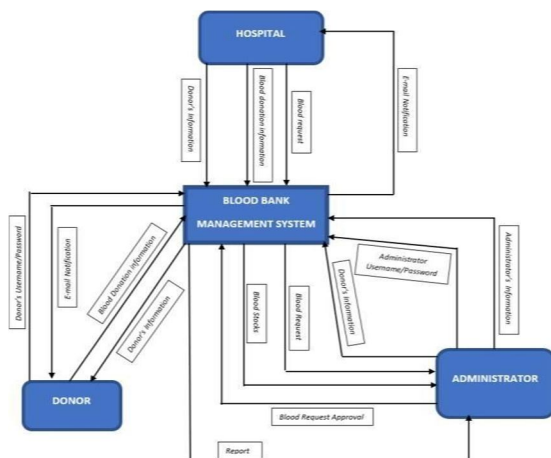 HOSPITAL
Donor's Information
Blood donation information
Blood request
E-mail Notification
BLOOD BANK
MANAGEMENT SYSTEM
Donor's Username/Password
E-mail Notification
Blood Donation information
Donor's Information
Blood Stocks
Blood Request
Donor's Information
Administrator
Username/Password
Administrator's Information
DONOR
ADMINISTRATOR
Blood Request Approval
Report